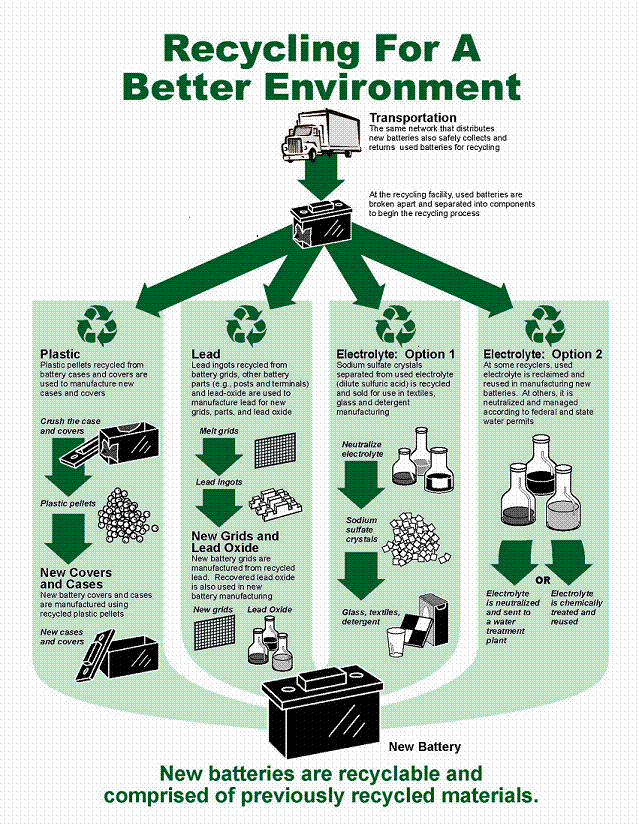 Recycling For A
Better Environment
Transportation
The same network that distributes
new batteries also safely collects and
returns used batteries for recycling
At the recycling facility, used batteries are
broken apart and separated into components
to begin the recycling process
Plastic
Plastic pellets recycled from
battery cases and covers are
used to manufacture new
cases and covers
Crush the case
and covers
Plastic pellets
New Covers
and Cases
New battery covers and cases
are manufactured using
recycled plastic pellets
New cases
and covers
Lead
Lead ingots recycled from
battery grids, other battery
parts (e.g., posts and terminals)
and lead-oxide are used to
manufacture lead for new
grids, parts, and lead oxide
Melt grids
Lead ingots
New Grids and
Lead Oxide
New battery grids are
manufactured from recycled
lead. Recovered lead oxide
is also used in new
battery manufacturing
New grids
Lead Oxide
Electrolyte: Option 1
Sodium sulfate crystals
separated from used electrolyte
(dilute sulfuric acid) is recycled
and sold for use in textiles,
glass and detergent
manufacturing
Neutralize
electrolyte
Sodium
sulfate
crystals
Glass, textiles,
detergent
Electrolyte: Option 2
At some recyclers, used
electrolyte is reclaimed and
reused in manufacturing new
batteries. At others, it is
neutralized and managed
according to federal and state
water permits
OR
Electrolyte
is neutralized
and sent to
a water
treatment
plant
Electrolyte
is chemically
treated and
reused
New Battery
New batteries are recyclable and
comprised of previously recycled materials.